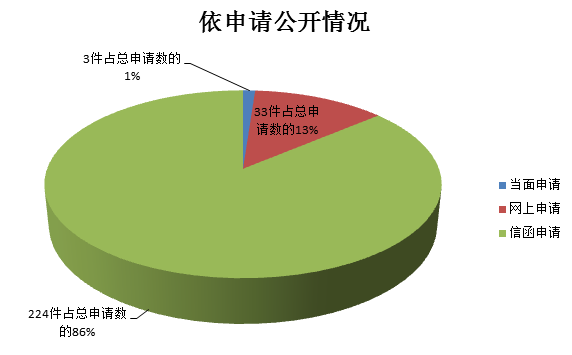 依申请公开情况
3件占总申请数的
1%
33件占总申
请数的13%
当面申请
网上申请
信函申请
224件占总申请数
的86%